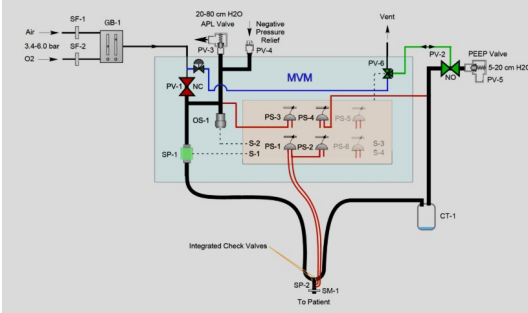 SF-1
GB-1
Air
3.4-6.0 bar
SF-2
O2
20-80 cm H2O
APL Valve
PV-3
Negative
Pressure
Relief
PV-4
Vent
PV-6
PV-2
PEEP Valve
5-20 cm H2O
NO
PV-5
MVM
PV-1
NC
OS-1
PS-3
PS-4
PS-5
S-2
S-1
PS-1
PS-2
PS-6
S-3
S-4
SP-1
CT-1
Integrated Check Valves
SP-2
SM-1
To Patient